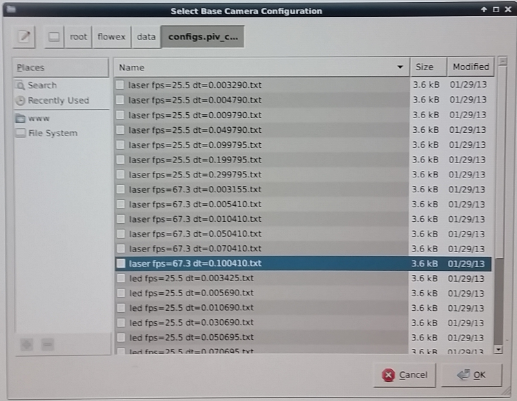 Select Base Camera Configuration
root flowex data configs.piv_c...
Places
Search
Recently Used
www
File System
Name Size Modified
laser fps=25.5 dt=0.003290.txt 3.6 kB 01/29/13
laser fps=25.5 dt=0.004790.txt 3.6 kB 01/29/13
laser fps=25.5 dt=0.009790.txt 3.6 kB 01/29/13
laser fps=25.5 dt=0.049790.txt 3.6 kB 01/29/13
laser fps=25.5 dt=0.099795.txt 3.6 kB 01/29/13
laser fps=25.5 dt=0.199795.txt 3.6 kB 01/29/13
laser fps=25.5 dt=0.299795.txt 3.6 kB 01/29/13
laser fps=67.3 dt=0.003155.txt 3.6 kB 01/29/13
laser fps=67.3 dt=0.005410.txt 3.6 kB 01/29/13
laser fps=67.3 dt=0.010410.txt 3.6 kB 01/29/13
laser fps=67.3 dt=0.050410.txt 3.6 kB 01/29/13
laser fps=67.3 dt=0.070410.txt 3.6 kB 01/29/13
laser fps=67.3 dt=0.100410.txt 3.6 kB 01/29/13
led fps=25.5 dt=0.003425.txt 3.6 kB 01/29/13
led fps=25.5 dt=0.005690.txt 3.6 kB 01/29/13
led fps=25.5 dt=0.010690.txt 3.6 kB 01/29/13
led fps=25.5 dt=0.030690.txt 3.6 kB 01/29/13
led fps=25.5 dt=0.050695.txt 3.6 kB 01/29/13
led fps=25.5 dt=0.070695.txt 3.6 kB 01/29/13
Cancel OK